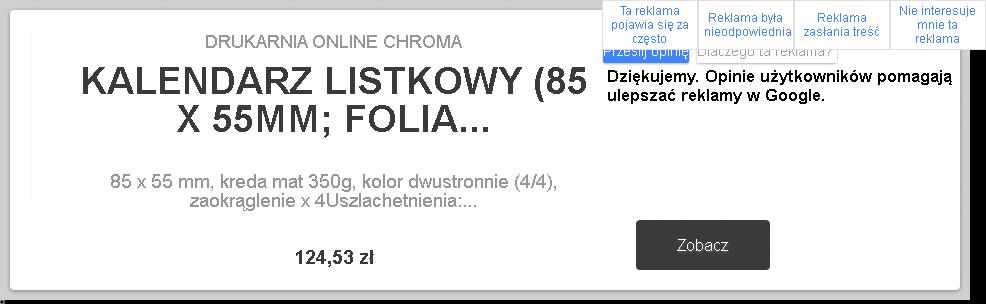 Ta reklama
pojawia się za
często
Reklama była
nieodpowiednia
Reklama
zasłania treść
Nie interesuje
mnie ta
reklama
Prześlij opinię
Dlaczego ta reklama?
Dziękujemy. Opinie użytkowników pomagają
ulepszać reklamy w Google.
DRUKARNIA ONLINE CHROMA
KALENDARZ LISTKOWY (85
X 55MM; FOLIA...
85 x 55 mm, kreda mat 350g, kolor dwustronnie (4/4),
zaokrąglenie x 4Uszlachetnienia:...
124,53 zł
Zobacz